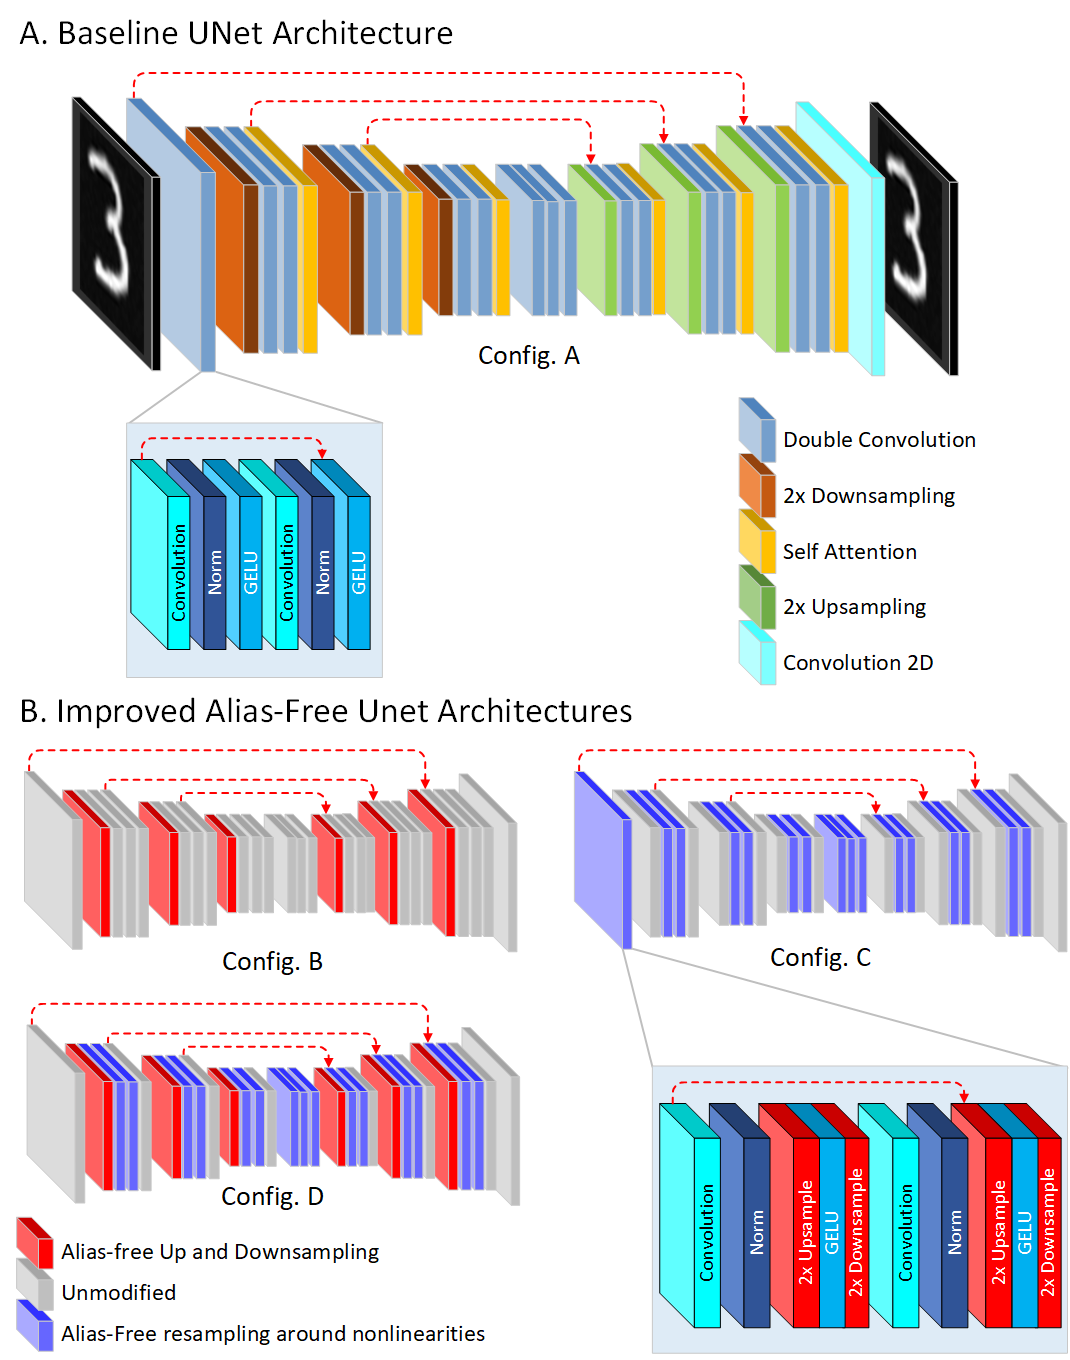 A. Baseline UNet Architecture
3
3
Config. A
Convolution
Norm
GELU
Convolution
Norm
GELU
Double Convolution
2x Downsampling
Self Attention
2x Upsampling
Convolution 2D
B. Improved Alias-Free Unet Architectures
Config. B
Config. C
Config. D
Convolution
Norm
2x Upsample
GELU
2x Downsample
Convolution
Norm
2x Upsample
GELU
2x Downsample
Alias-free Up and Downsampling
Unmodified
Alias-Free resampling around nonlinearities